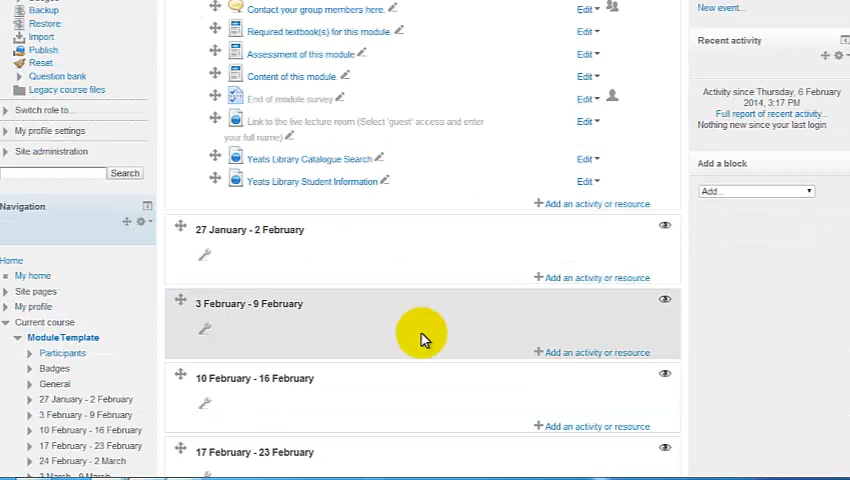 Backup
Restore
Import
Publish
Reset
Question bank
Legacy course files
Switch role to...
My profile settings
Site administration
Search
Navigation
Home
My home
Site pages
My profile
Current course
Module Template
Participants
Badges
General
27 January - 2 February
3 February - 9 February
10 February - 16 February
17 February - 23 February
24 February - 2 March
3 March - 9 March
Contact your group members here. Edit
Required textbook(s) for this module. Edit
Assessment of this module Edit
Content of this module. Edit
End of module survey Edit
Link to the live lecture room (Select 'guest' access and enter Edit
your full name)
Yeats Library Catalogue Search Edit
Yeats Library Student Information Edit
Add an activity or resource
27 January - 2 February
Add an activity or resource
3 February - 9 February
Add an activity or resource
10 February - 16 February
Add an activity or resource
17 February - 23 February
New event...
Recent activity
Activity since Thursday, 6 February
2014, 3:17 PM
Full report of recent activity...
Nothing new since your last login
Add a block
Add...